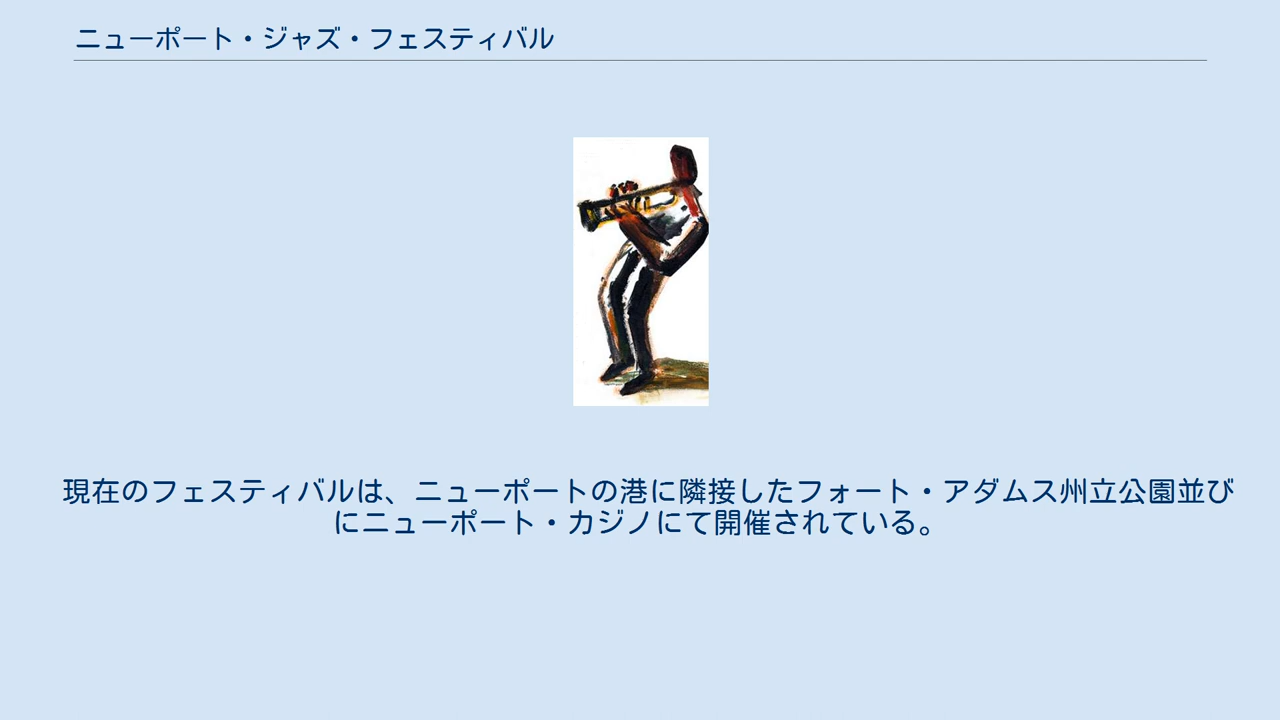 ニューポート・ジャズ・フェスティバル
現在のフェスティバルは、ニューポートの港に隣接したフォート・アダムス州立公園並び
にニューポート・カジノにて開催されている。